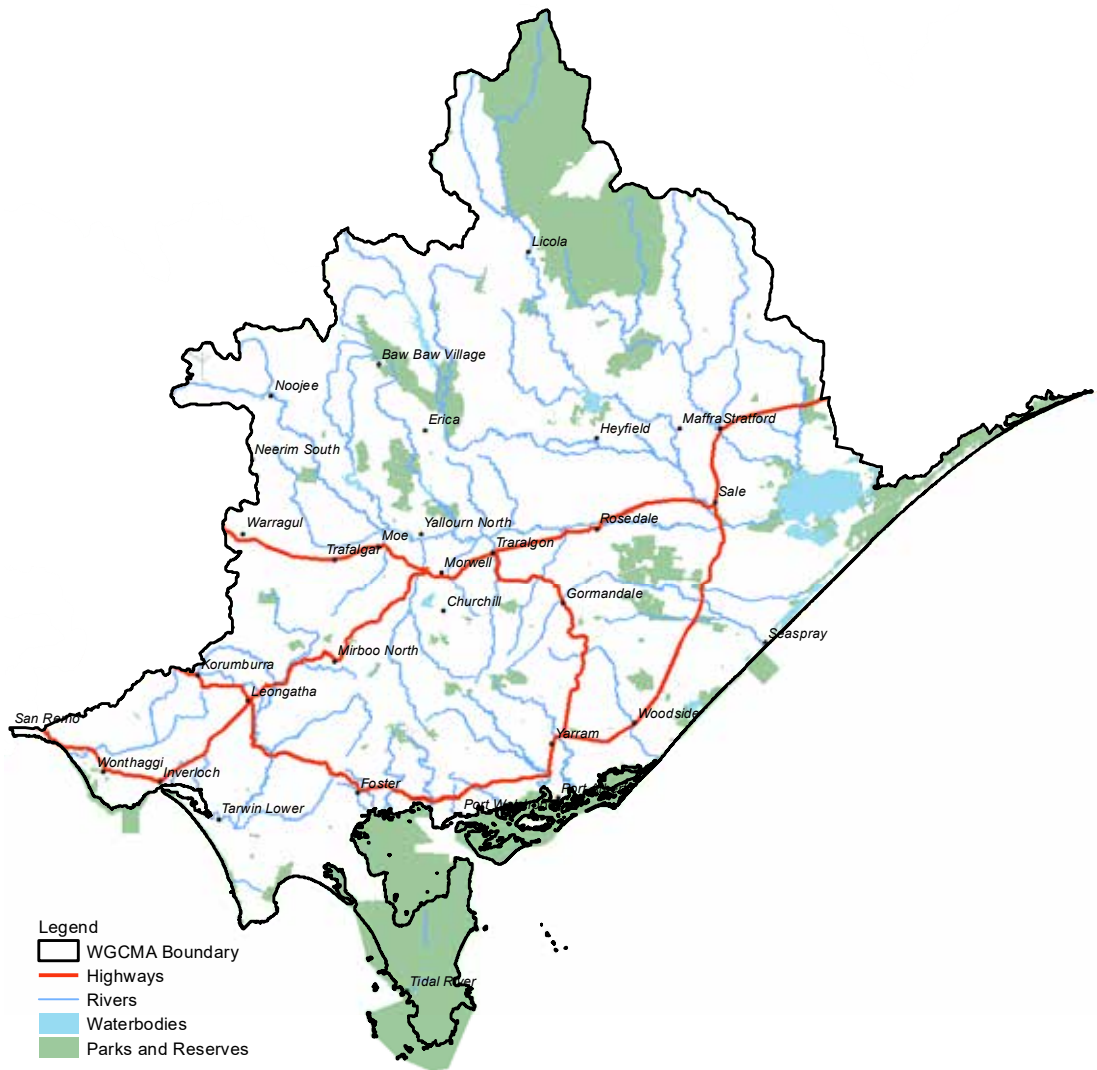 Licola
Baw Baw Village
Noojee
Erica
Maffra
Stratford
Heyfield
Neerim South
Sale
Warragul
Yallourn North
Rosedale
Moe
Trafalgar
Traralgon
Morwell
Gormandale
Churchill
Seaspray
Mirboo North
Korumburra
Leongatha
San Remo
Woodside
Yarram
Wonthaggi
Inverloch
Foster
Port
Tarwin Lower
Port
Tidal River
Legend
WGCMA Boundary
Highways
Rivers
Waterbodies
Parks and Reserves